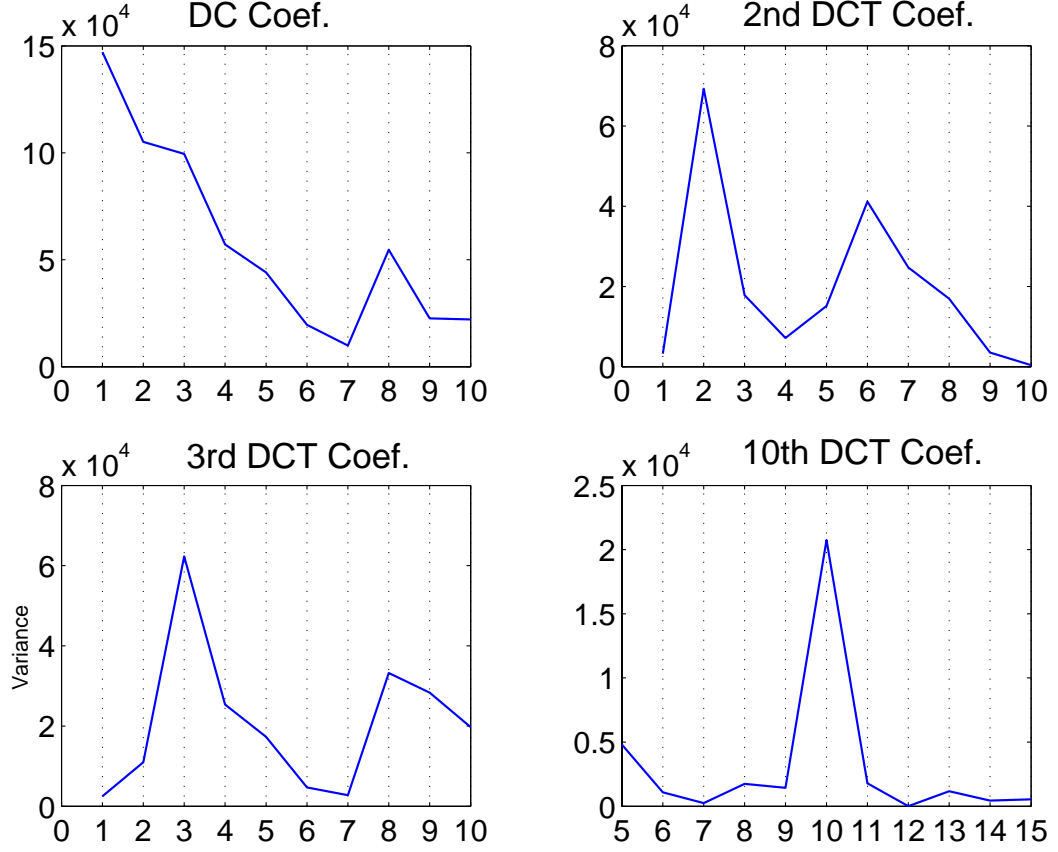 DC Coef.
x 10^4
15
10
5
0
0 1 2 3 4 5 6 7 8 9 10
2nd DCT Coef.
x 10^4
8
6
4
2
0
0 1 2 3 4 5 6 7 8 9 10
3rd DCT Coef.
x 10^4
8
6
4
2
0
Variance
0 1 2 3 4 5 6 7 8 9 10
10th DCT Coef.
x 10^4
2.5
2
1.5
1
0.5
0
5 6 7 8 9 10 11 12 13 14 15